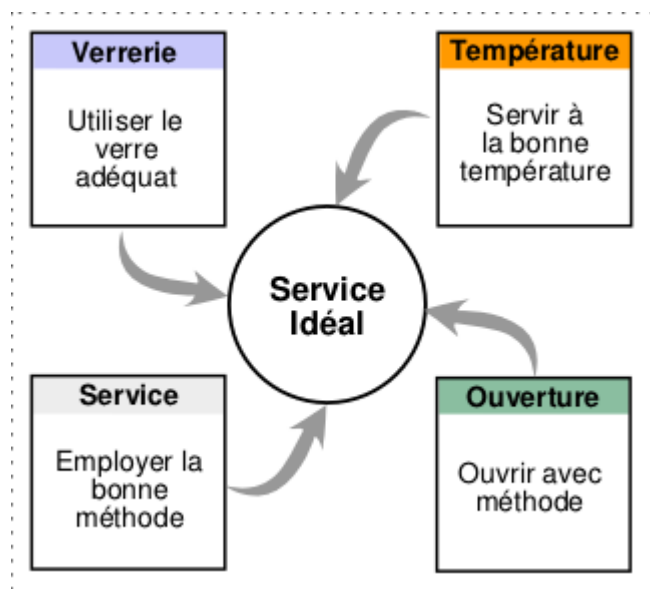 Verrerie
Utiliser le
verre
adéquat
Température
Servir à
la bonne
température
Service
Idéal
Service
Employer la
bonne
méthode
Ouverture
Ouvrir avec
méthode